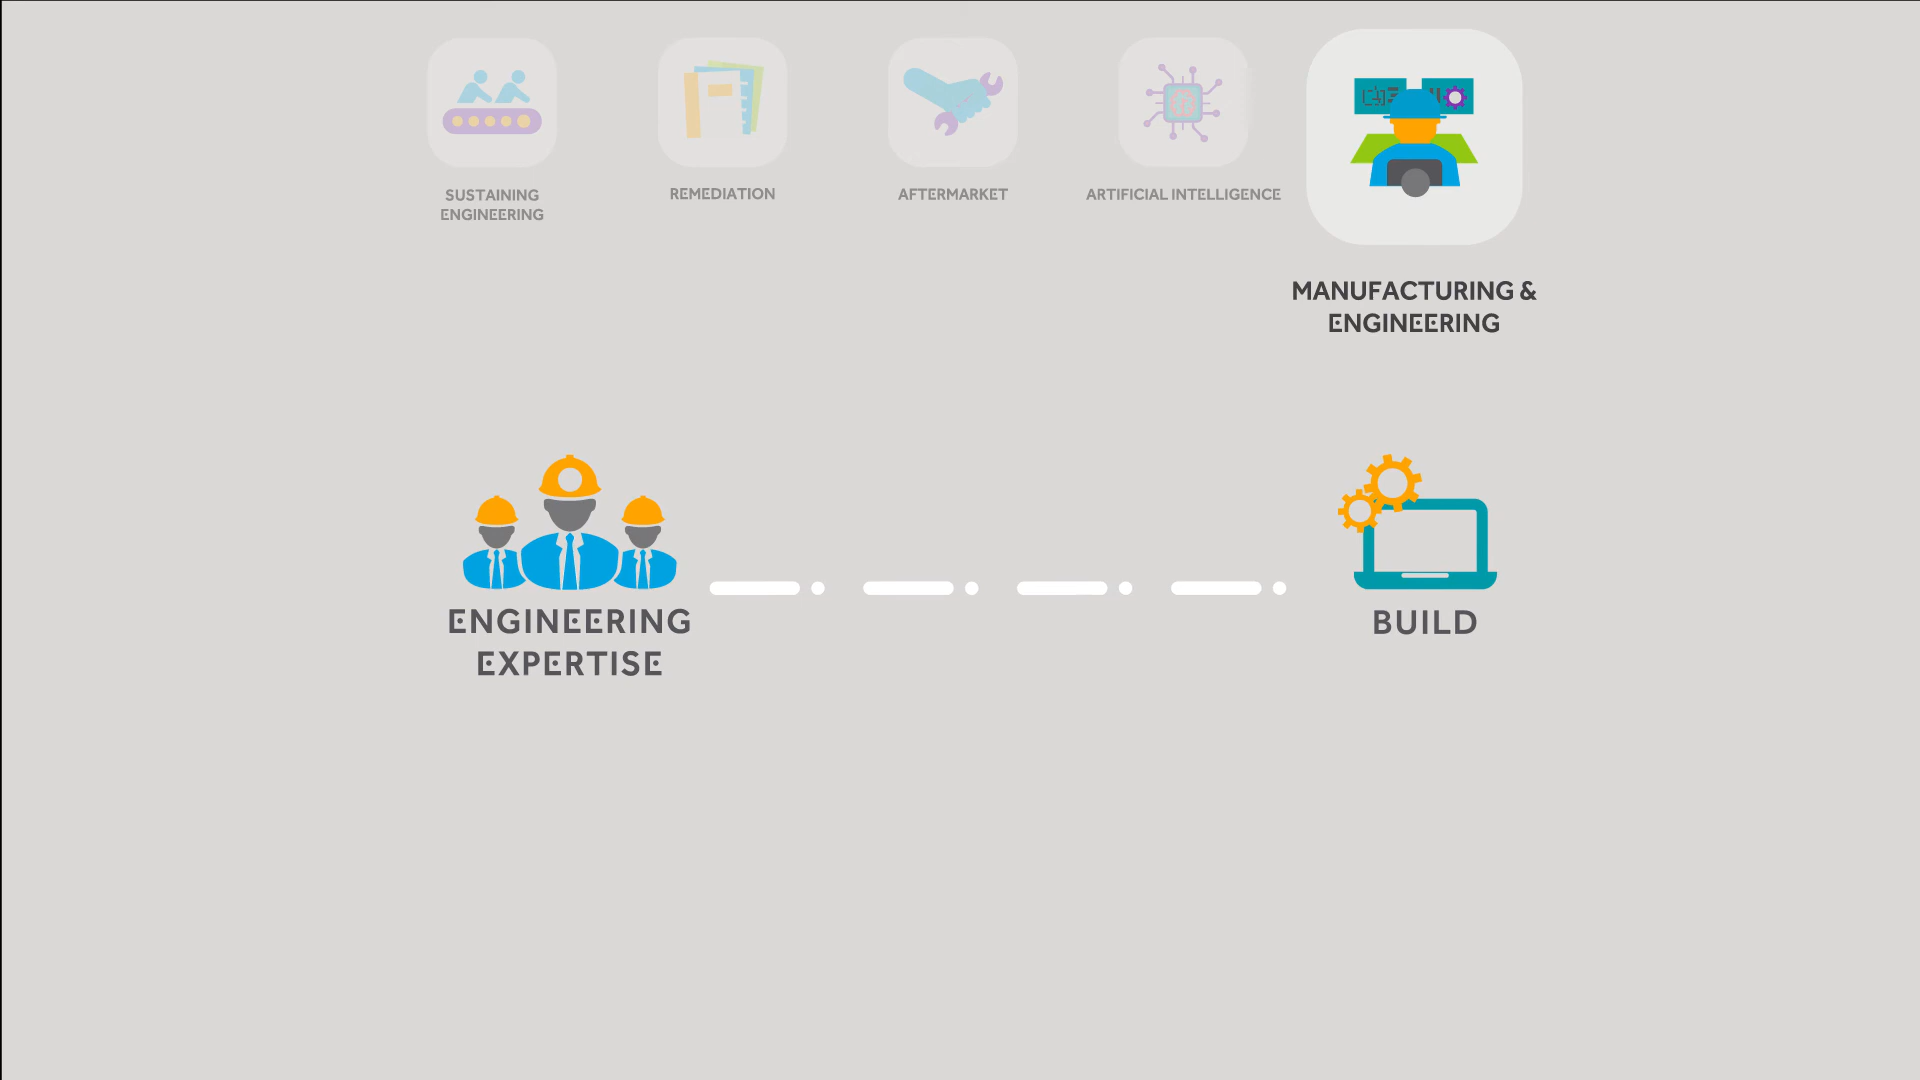 SUSTAINING
ENGINEERING
REMEDIATION
AFTERMARKET
ARTIFICIAL INTELLIGENCE
MANUFACTURING &
ENGINEERING
ENGINEERING
EXPERTISE
BUILD